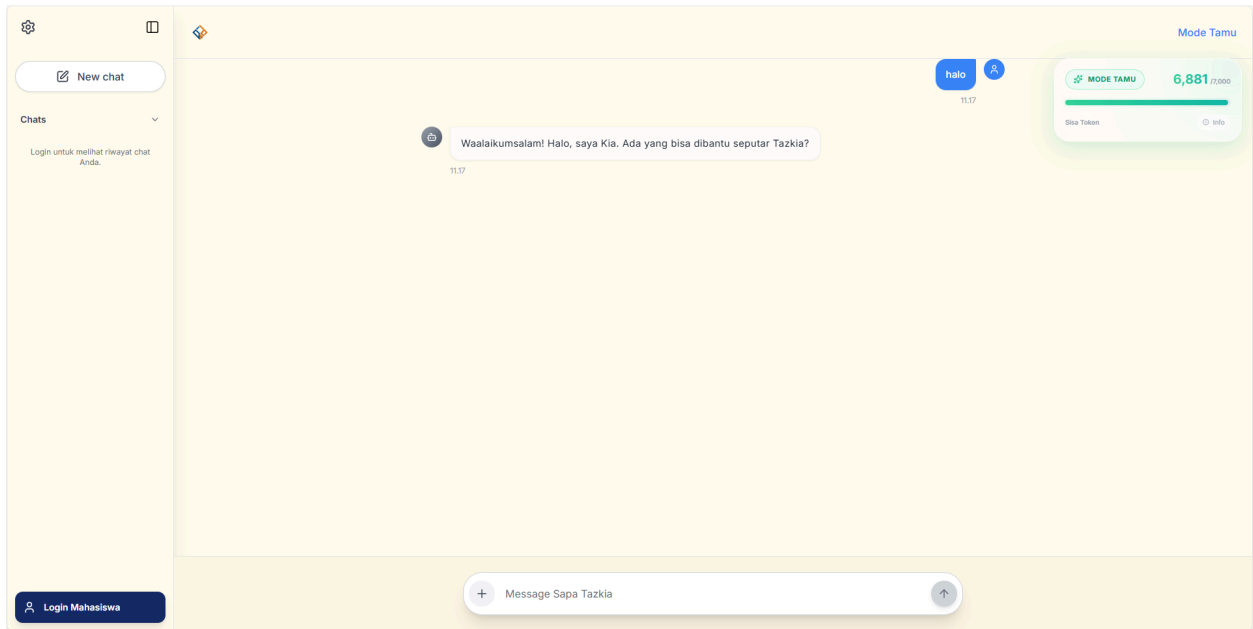 New chat
Chats
Login untuk melihat riwayat chat
Anda.
Login Mahasiswa
Mode Tamu
halo
11.17
MODE TAMU
6,881 /7,000
Sisa Token
Info
Waalaikumsalam! Halo, saya Kia. Ada yang bisa dibantu seputar Tazkia?
11.17
Message Sapa Tazkia